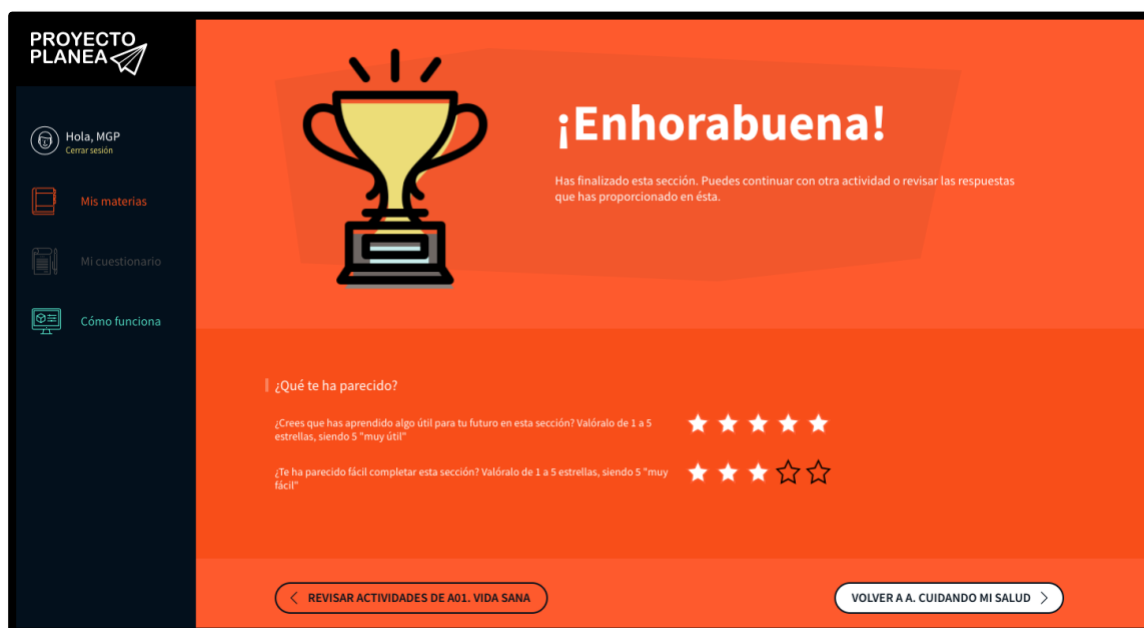 PROYECTO
PLANEA
Hola, MGP
Cerrar sesión
Mis materias
Mi cuestionario
Cómo funciona
¡Enhorabuena!
Has finalizado esta sección. Puedes continuar con otra actividad o revisar las respuestas
que has proporcionado en ésta.
¿Qué te ha parecido?
¿Crees que has aprendido algo útil para tu futuro en esta sección? Valóralo de 1 a 5
estrellas, siendo 5 "muy útil"
¿Te ha parecido fácil completar esta sección? Valóralo de 1 a 5 estrellas, siendo 5 "muy
fácil"
REVISAR ACTIVIDADES DE A01. VIDA SANA
VOLVER A A. CUIDANDO MI SALUD